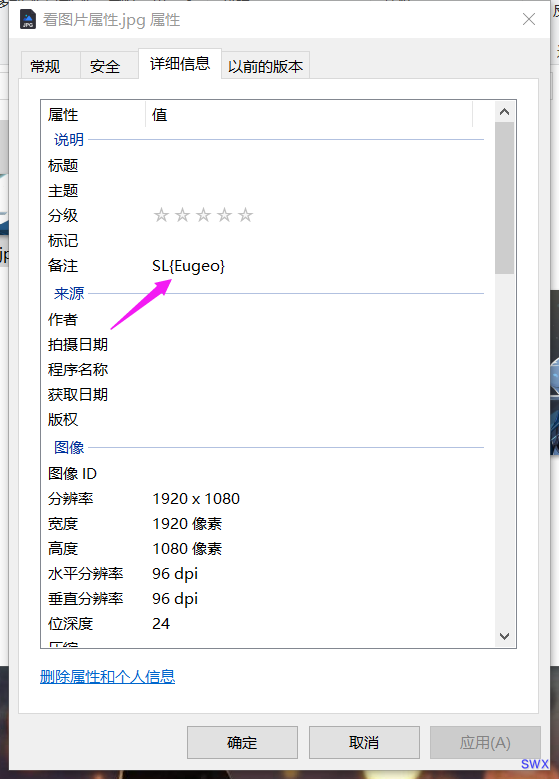 看图片属性.jpg 属性
常规 安全 详细信息 以前的版本
属性 值
说明
标题
主题
分级
标记
备注 SL{Eugeo}
来源
作者
拍摄日期
程序名称
获取日期
版权
图像
图像 ID
分辨率 1920 x 1080
宽度 1920 像素
高度 1080 像素
水平分辨率 96 dpi
垂直分辨率 96 dpi
位深度 24
删除属性和个人信息
确定 取消 应用(A)
SWX